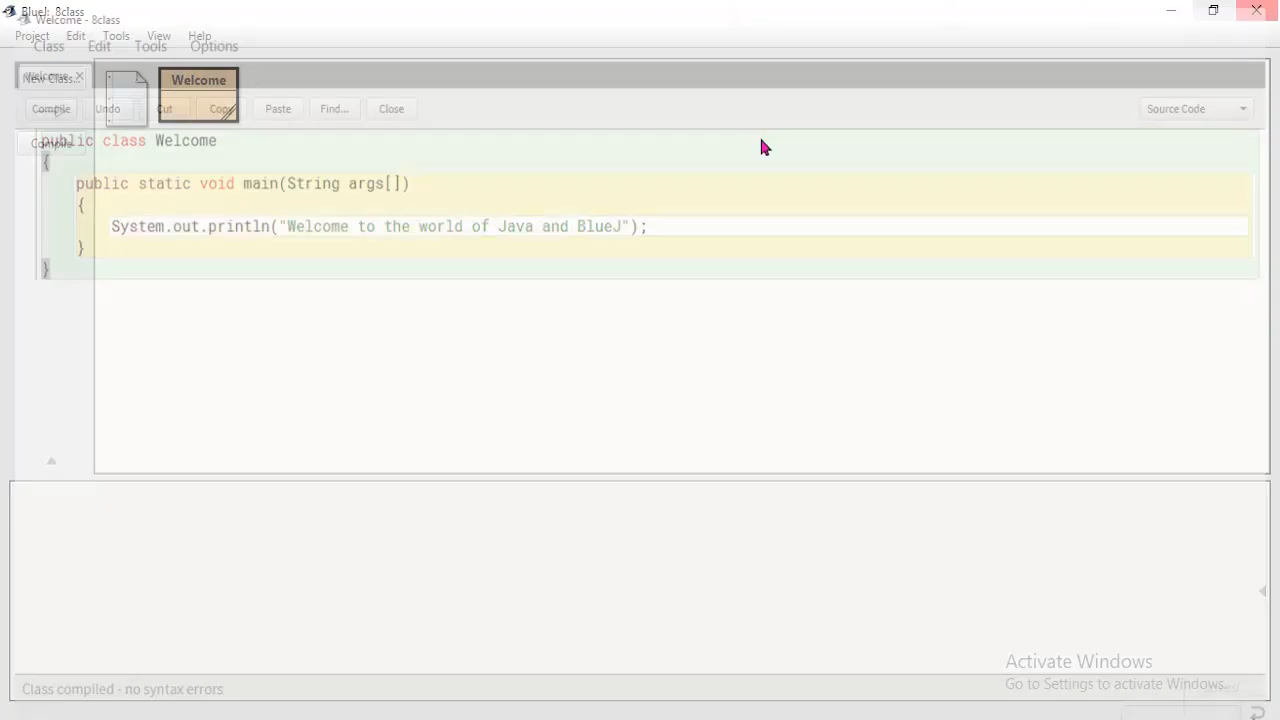 BlueJ: 8class
Welcome - 8class
Project Edit Tools View Help
Class Edit Tools Options
Welcome ×
New Class...
Welcome
Compile Undo Cut Copy Paste Find... Close Source Code
Compile
public class Welcome
{
public static void main(String args[])
{
System.out.println("Welcome to the world of Java and BlueJ");
}
}
Activate Windows
Go to Settings to activate Windows.
Class compiled - no syntax errors